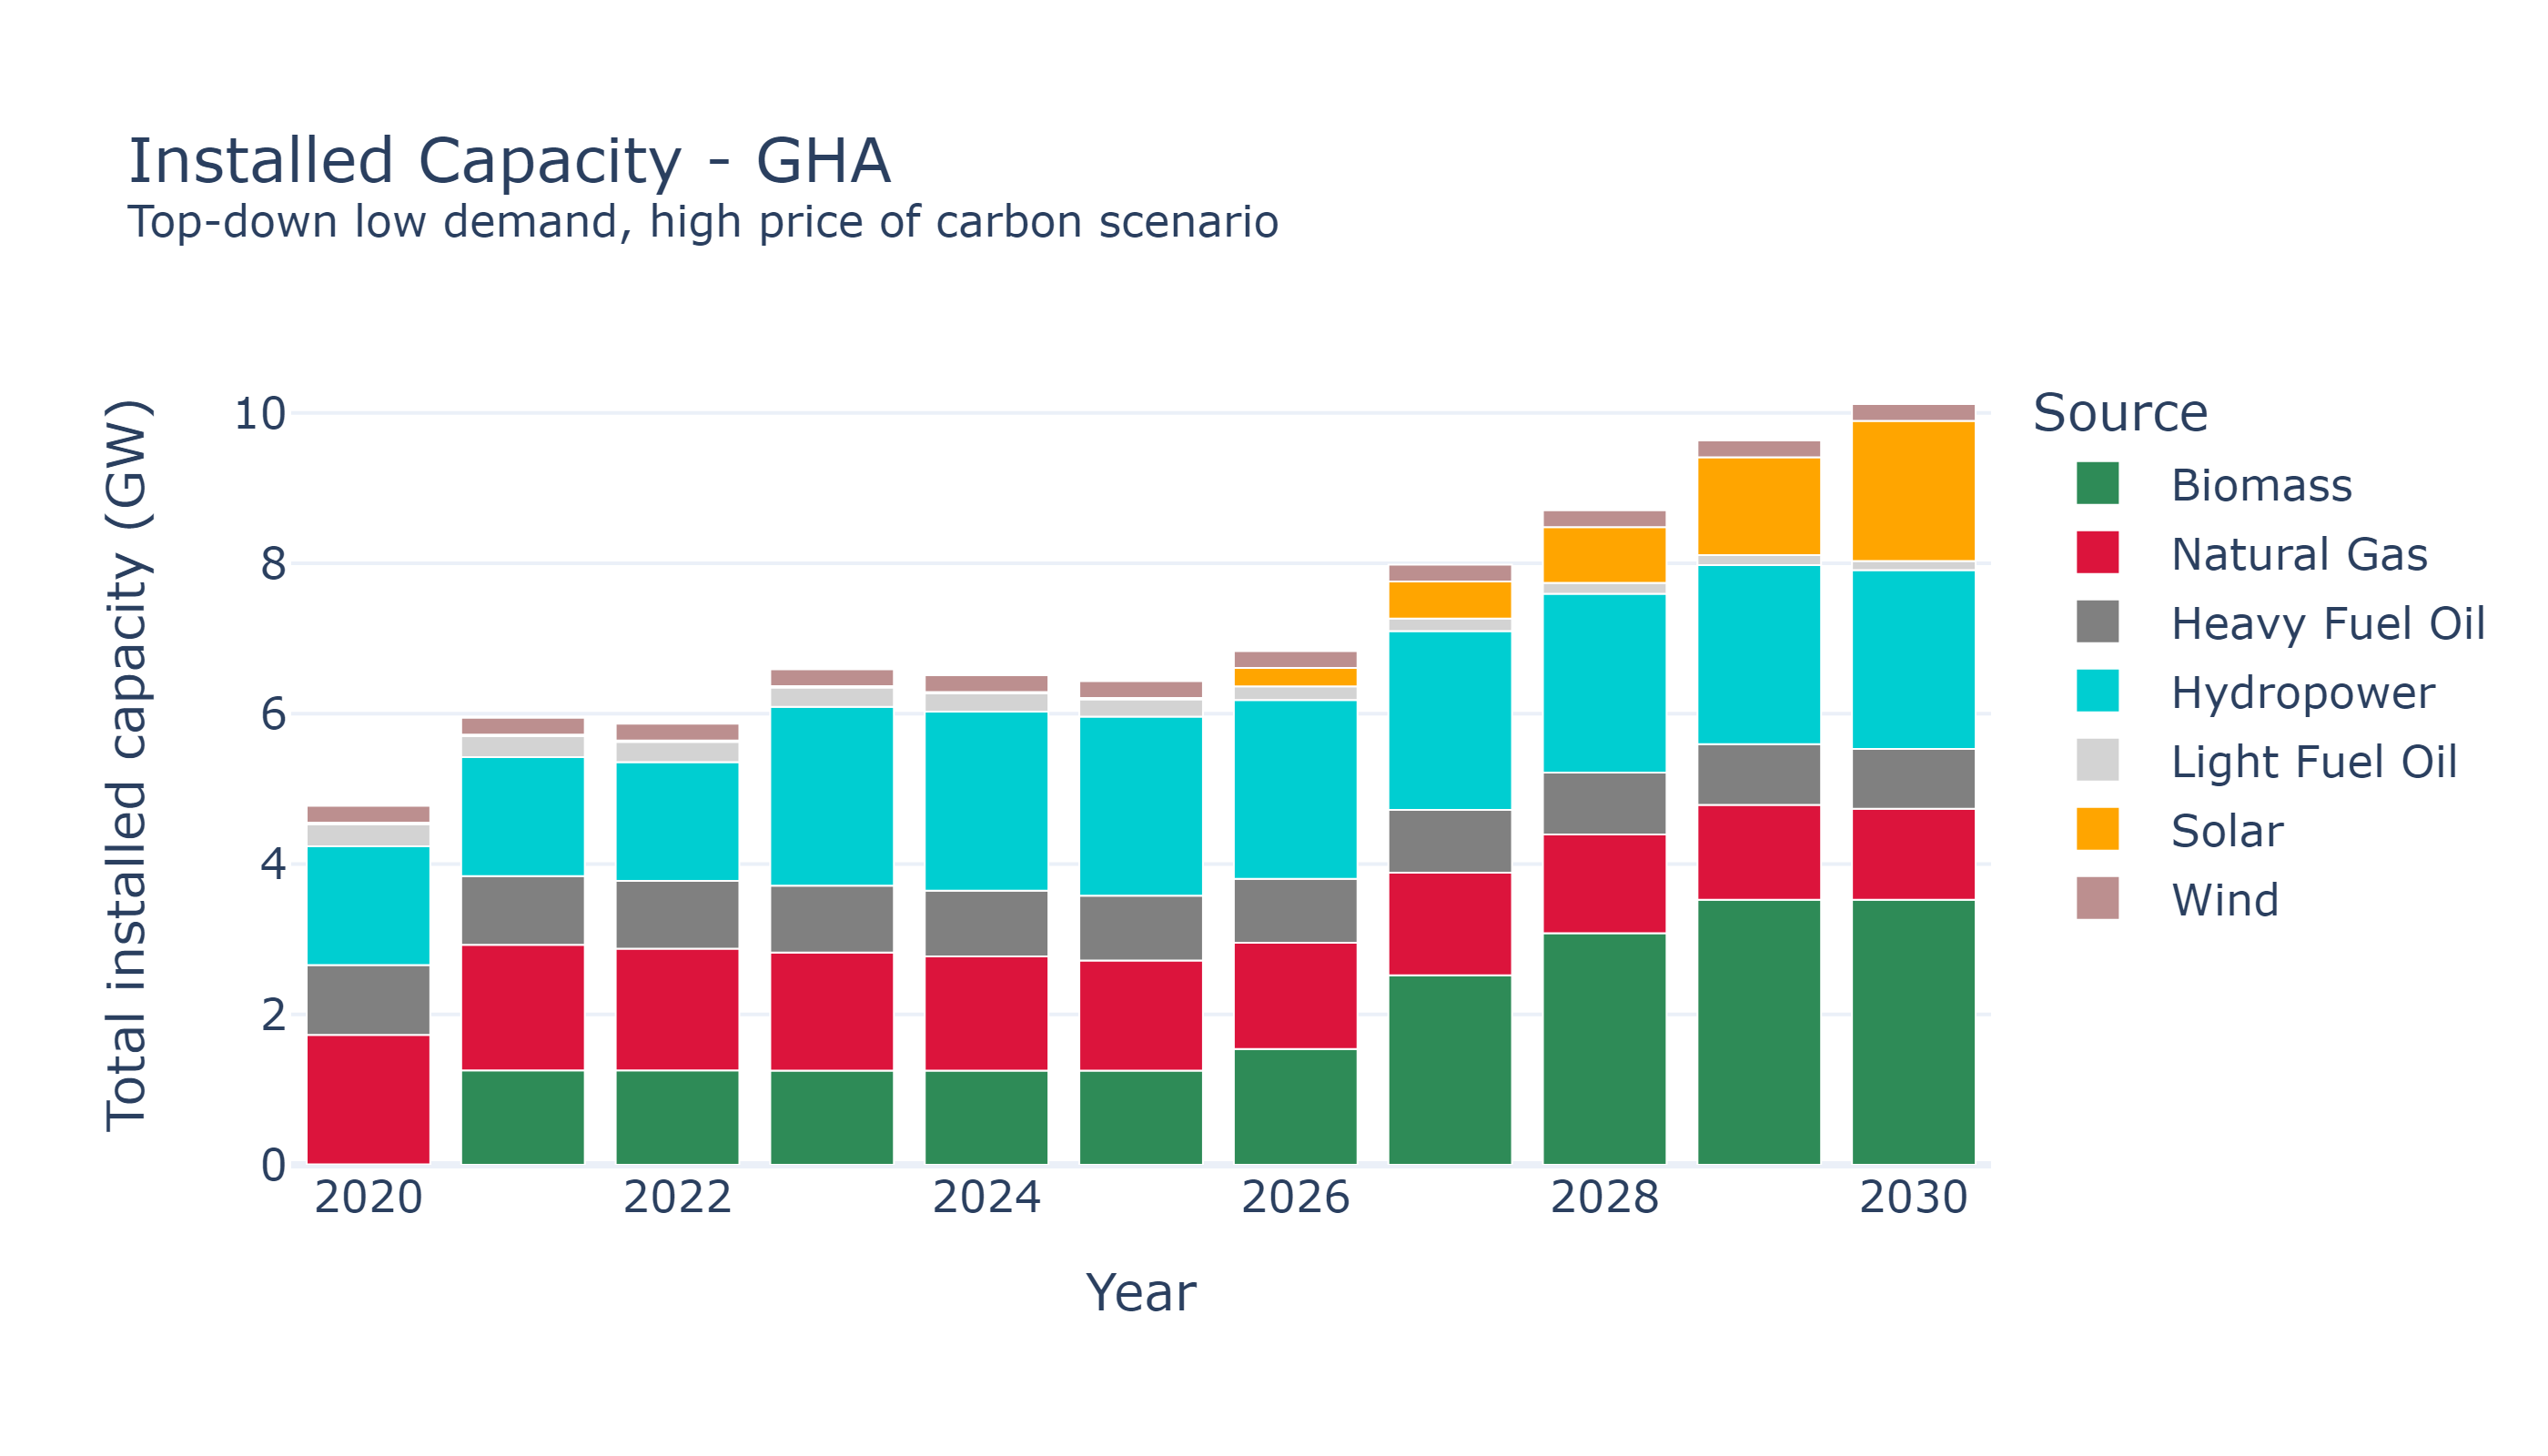 Installed Capacity - GHA
Top-down low demand, high price of carbon scenario
Total installed capacity (GW)
10
8
6
4
2
0
2020 2022 2024 2026 2028 2030
Year
Source
Biomass
Natural Gas
Heavy Fuel Oil
Hydropower
Light Fuel Oil
Solar
Wind